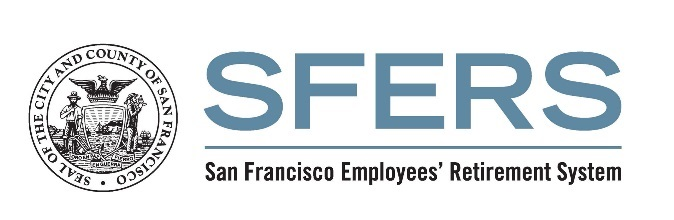 SEAL OF THE CITY AND COUNTY OF SAN FRANCISCO
SFERS
San Francisco Employees' Retirement System